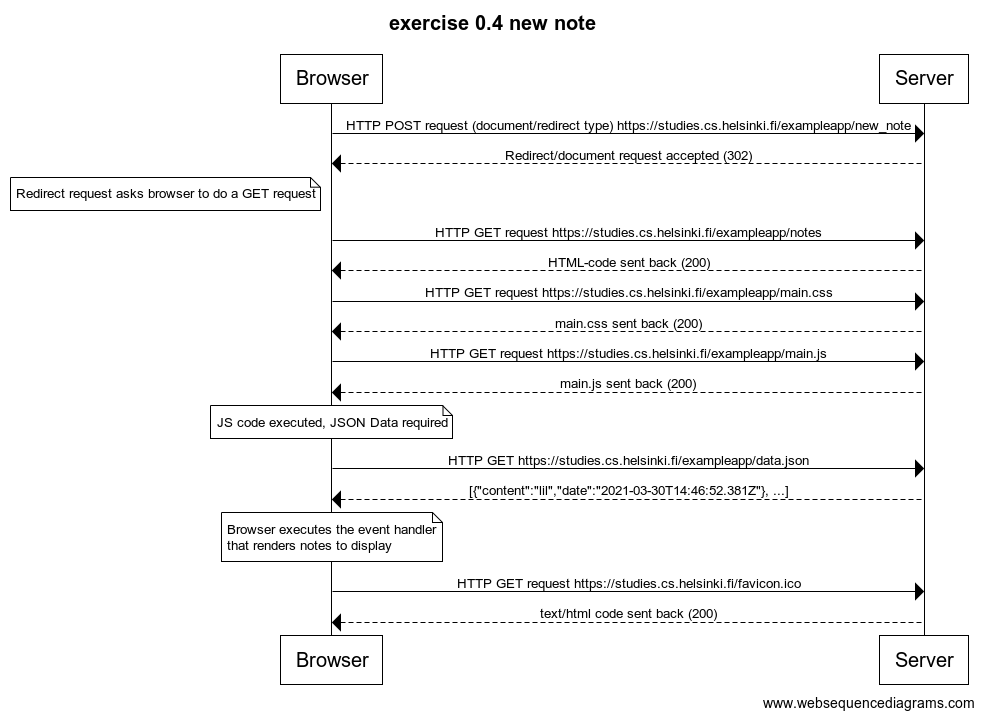 exercise 0.4 new note
Browser
Server
HTTP POST request (document/redirect type) https://studies.cs.helsinki.fi/exampleapp/new_note
Redirect/document request accepted (302)
Redirect request asks browser to do a GET request
HTTP GET request https://studies.cs.helsinki.fi/exampleapp/notes
HTML-code sent back (200)
HTTP GET request https://studies.cs.helsinki.fi/exampleapp/main.css
main.css sent back (200)
HTTP GET request https://studies.cs.helsinki.fi/exampleapp/main.js
main.js sent back (200)
JS code executed, JSON Data required
HTTP GET https://studies.cs.helsinki.fi/exampleapp/data.json
[{"content":"lil","date":"2021-03-30T14:46:52.381Z"}, ...]
Browser executes the event handler
that renders notes to display
HTTP GET request https://studies.cs.helsinki.fi/favicon.ico
text/html code sent back (200)
Browser
Server
www.websequencediagrams.com